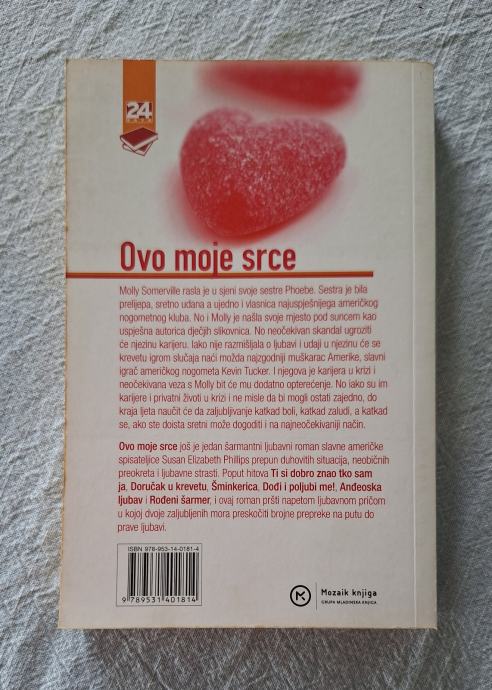 24
Ovo moje srce
Molly Somerville rasla je u sjeni svoje sestre Phoebe. Sestra je bila
prelijepa, sretno udana a ujedno i vlasnica najuspješnijeg američkog
nogometnog kluba. No i Molly je našla svoje mjesto pod suncem kao
uspješna autorica dječjih slikovnica. No neočekivan skandal ugroziti
će njezinu karijeru. Iako nije razmišljala o ljubavi i udaji u njezinu će se
krevetu igrom slučaja naći možda najzgodniji muškarac Amerike, slavni
igrač američkog nogometa Kevin Tucker. I njegova je karijera u krizi i
neočekivana veza s Molly bit će mu dodatno opterećenje. No iako su im
karijere i privatni životi u krizi i ne misle da bi mogli ostati zajedno, do
kraja ljeta naučit će da zaljubljivanje katkad boli, katkad zaludi, a katkad
se, ako ste doista sretni može dogoditi i na najneočekivaniji način.
Ovo moje srce još je jedan šarmantni ljubavni roman slavne američke
spisateljice Susan Elizabeth Phillips prepun duhovitih situacija, neobičnih
preokreta i ljubavne strasti. Poput hitova Ti si dobro znao tko sam
ja, Doručak u krevetu, Šminkerica, Dođi i poljubi me!, Anđeoska
ljubav i Rođeni šarmer, i ovaj roman pršti napetom ljubavnom pričom
u kojoj dvoje zaljubljenih mora preskočiti brojne prepreke na putu do
prave ljubavi.
ISBN 978-953-14-0181-4
9 789531 401814
Mozaik knjiga
GRUPA MLADINSKA KNJIGA